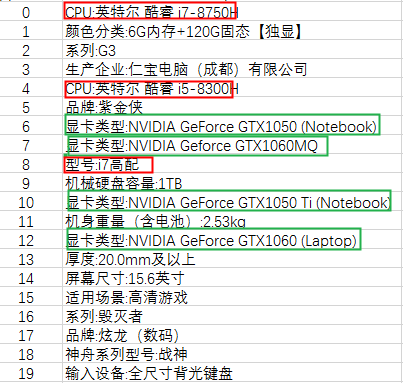 0 CPU:英特尔 酷睿 i7-8750H
1 颜色分类:6G内存+120G固态【独显】
2 系列:G3
3 生产企业:仁宝电脑（成都）有限公司
4 CPU:英特尔 酷睿 i5-8300H
5 品牌:紫金侠
6 显卡类型:NVIDIA GeForce GTX1050 (Notebook)
7 显卡类型:NVIDIA Geforce GTX1060MQ
8 型号:i7高配
9 机械硬盘容量:1TB
10 显卡类型:NVIDIA GeForce GTX1050 Ti (Notebook)
11 机身重量（含电池）:2.53kg
12 显卡类型:NVIDIA GeForce GTX1060 (Laptop)
13 厚度:20.0mm及以上
14 屏幕尺寸:15.6英寸
15 适用场景:高清游戏
16 系列:毁灭者
17 品牌:炫龙（数码）
18 神舟系列型号:战神
19 输入设备:全尺寸背光键盘